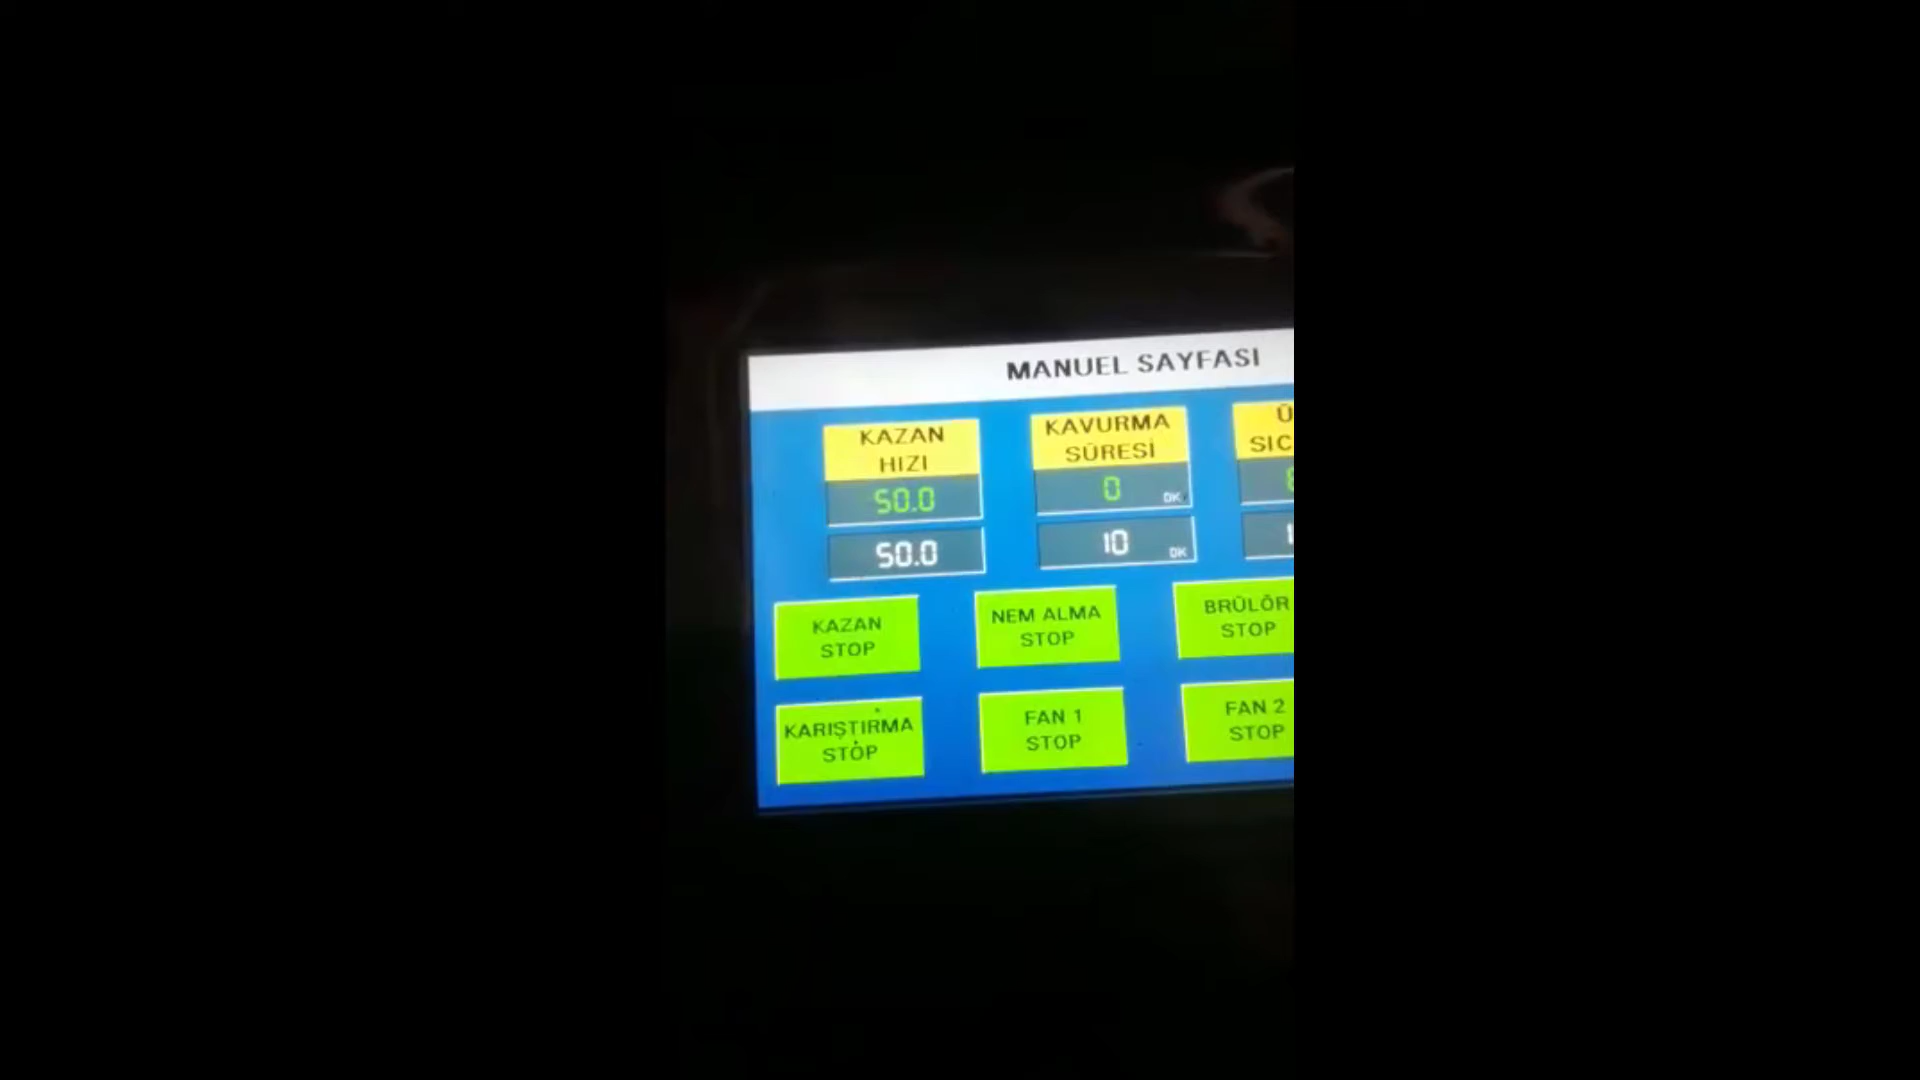 MANUEL SAYFASI
KAZAN
HIZI
50.0
50.0
KAVURMA
SÜRESİ
0 DK
10 DK
KAZAN
STOP
NEM ALMA
STOP
BRÜLÖR
STOP
KARIŞTIRMA
STOP
FAN 1
STOP
FAN 2
STOP